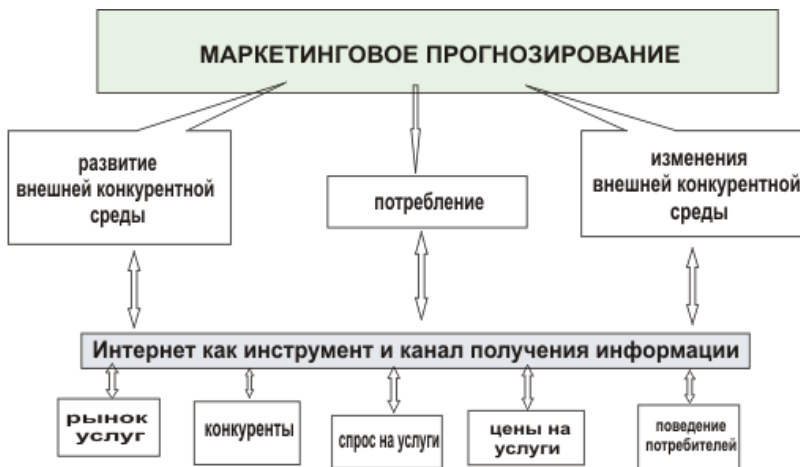 МАРКЕТИНГОВОЕ ПРОГНОЗИРОВАНИЕ
развитие
внешней конкурентной
среды
потребление
изменения
внешней конкурентной
среды
Интернет как инструмент и канал получения информации
рынок
услуг
конкуренты
спрос на услуги
цены на
услуги
поведение
потребителей